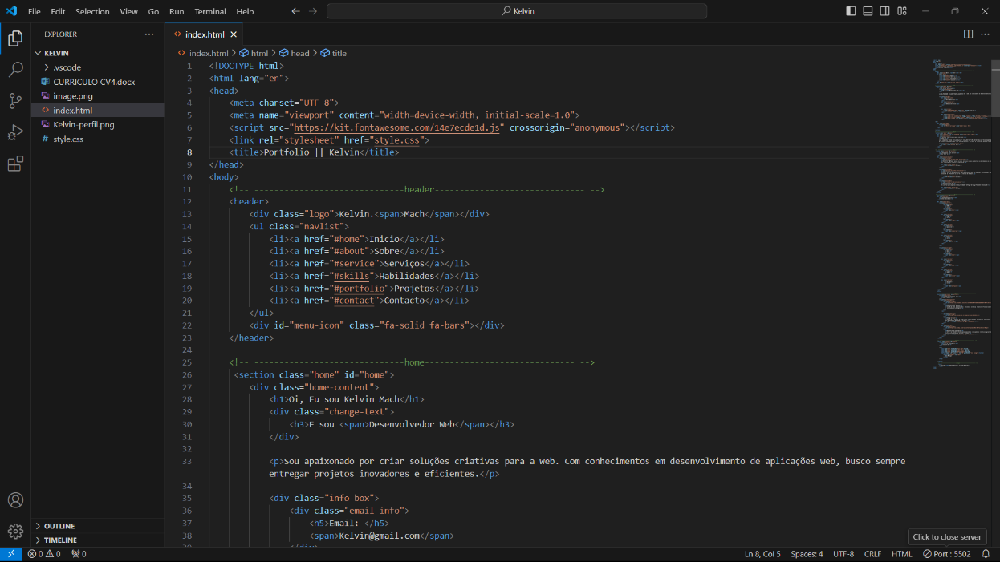 File Edit Selection View Go Run Terminal Help
Kelvin
EXPLORER
KELVIN
.vscode
CURRICULO CV4.docx
image.png
index.html
Kelvin-perfil.png
style.css
OUTLINE
TIMELINE
index.html
index.html > html > head > title
1 <!DOCTYPE html>
2 <html lang="en">
3 <head>
4 <meta charset="UTF-8">
5 <meta name="viewport" content="width=device-width, initial-scale=1.0">
6 <script src="https://kit.fontawesome.com/14e7ecde1d.js" crossorigin="anonymous"></script>
7 <link rel="stylesheet" href="style.css">
8 <title>Portfolio || Kelvin</title>
9 </head>
10 <body>
11 <!-- ------------------------------header------------------------------ -->
12 <header>
13 <div class="logo">Kelvin.<span>Mach</span></div>
14 <ul class="navlist">
15 <li><a href="#home">Inicio</a></li>
16 <li><a href="#about">Sobre</a></li>
17 <li><a href="#service">Serviços</a></li>
18 <li><a href="#skills">Habilidades</a></li>
19 <li><a href="#portfolio">Projetos</a></li>
20 <li><a href="#contact">Contacto</a></li>
21 </ul>
22 <div id="menu-icon" class="fa-solid fa-bars"></div>
23 </header>
24
25 <!-- ------------------------------home------------------------------ -->
26 <section class="home" id="home">
27 <div class="home-content">
28 <h1>Oi, Eu sou Kelvin Mach</h1>
29 <div class="change-text">
30 <h3>E sou <span>Desenvolvedor Web</span></h3>
31 </div>
32
33 <p>Sou apaixonado por criar soluções criativas para a web. Com conhecimentos em desenvolvimento de aplicações web, busco sempre
entregar projetos inovadores e eficientes.</p>
34
35 <div class="info-box">
36 <div class="email-info">
37 <h5>Email: </h5>
38 <span>Kelvin@gmail.com</span>
39 </div>
Click to close server
0 0 0
Ln 8, Col 5 Spaces: 4 UTF-8 CRLF HTML Port : 5502